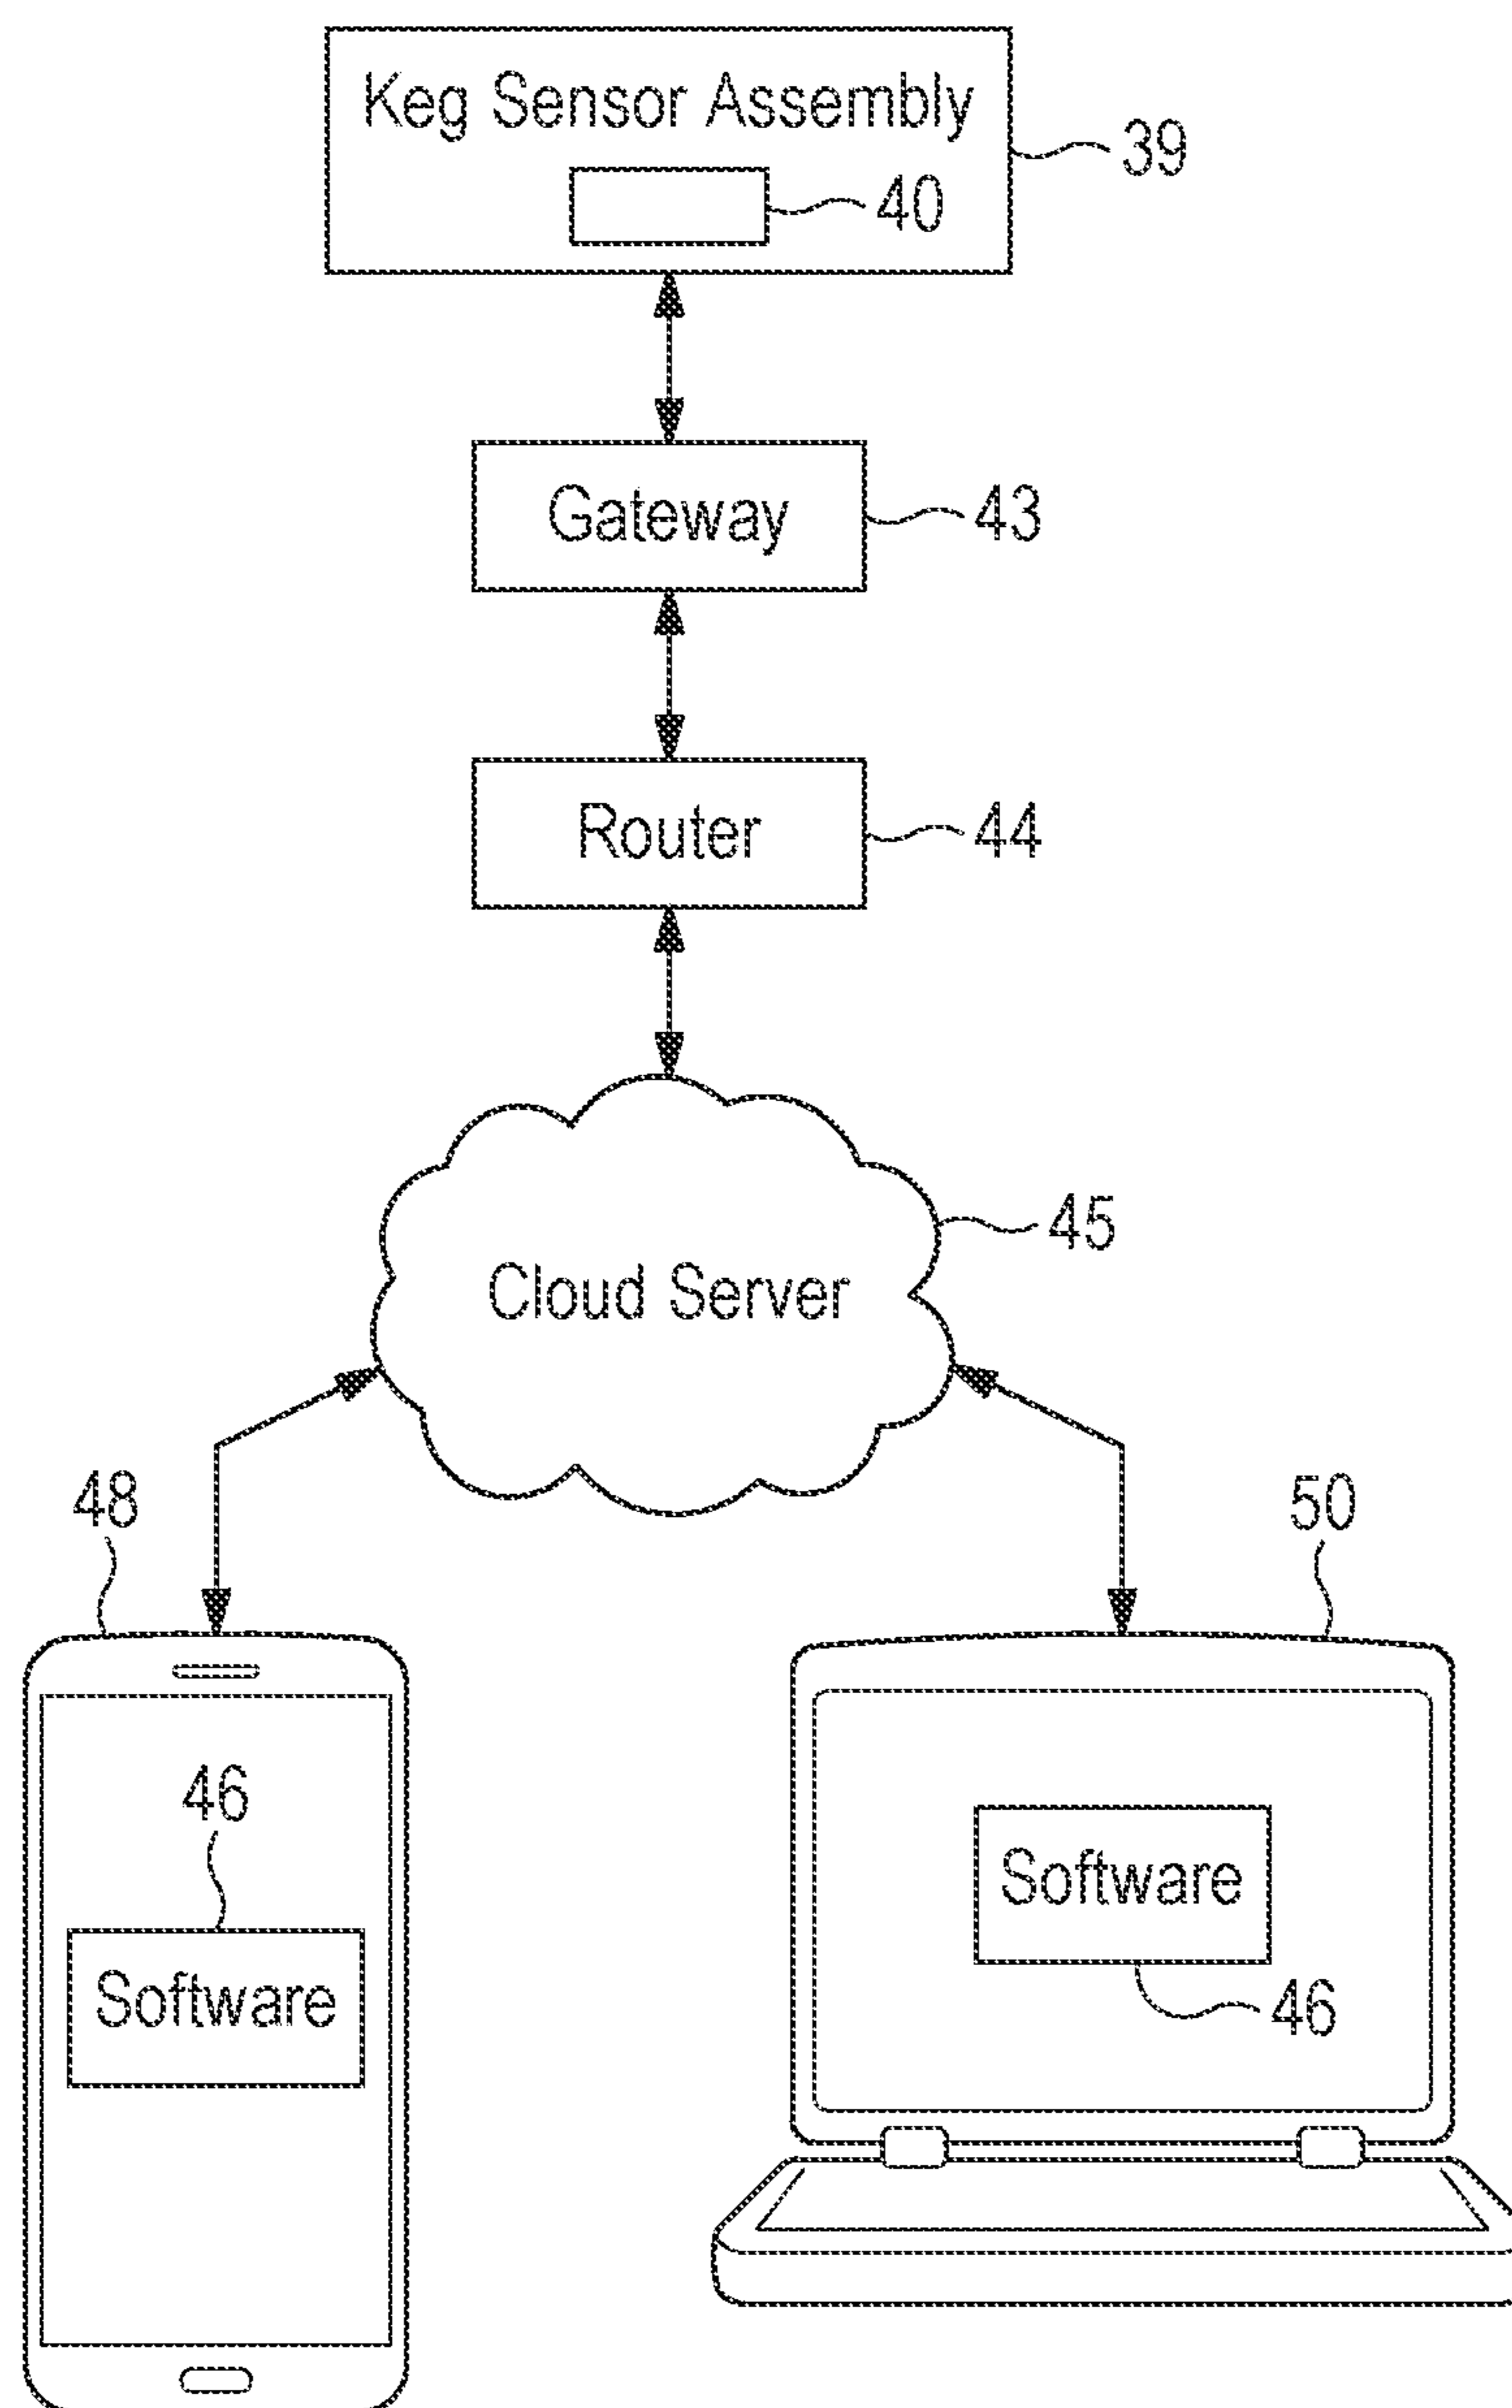 Keg Sensor Assembly
39
40
Gateway
43
Router
44
45
Cloud Server
48
50
46
Software
Software
46